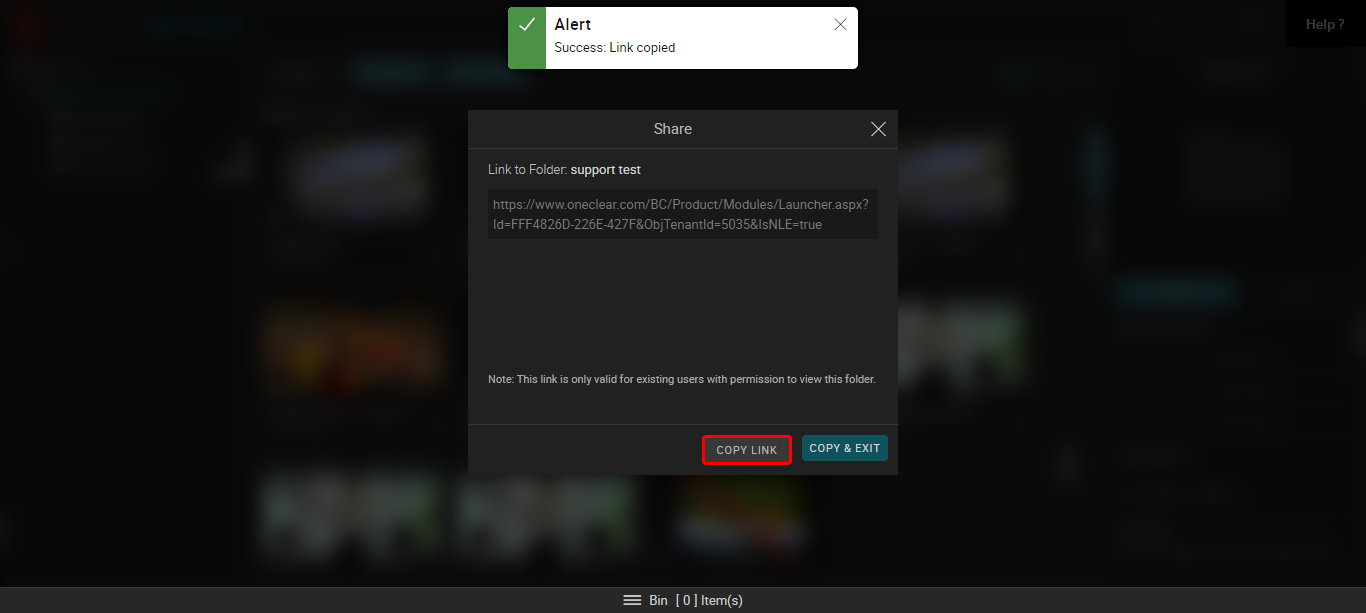 Alert
Success: Link copied
Help ?
Share
Link to Folder: support test
https://www.oneclear.com/BC/Product/Modules/Launcher.aspx?
Id=FFF4826D-226E-427F&ObjTenantId=5035&IsNLE=true
Note: This link is only valid for existing users with permission to view this folder.
COPY LINK
COPY & EXIT
Bin [ 0 ] Item(s)